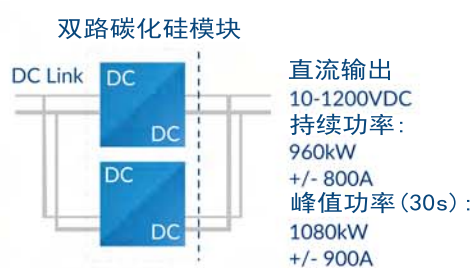 双路碳化硅模块
DC Link
DC
DC
DC
DC
直流输出
10-1200VDC
持续功率:
960kW
+/- 800A
峰值功率(30s):
1080kW
+/- 900A